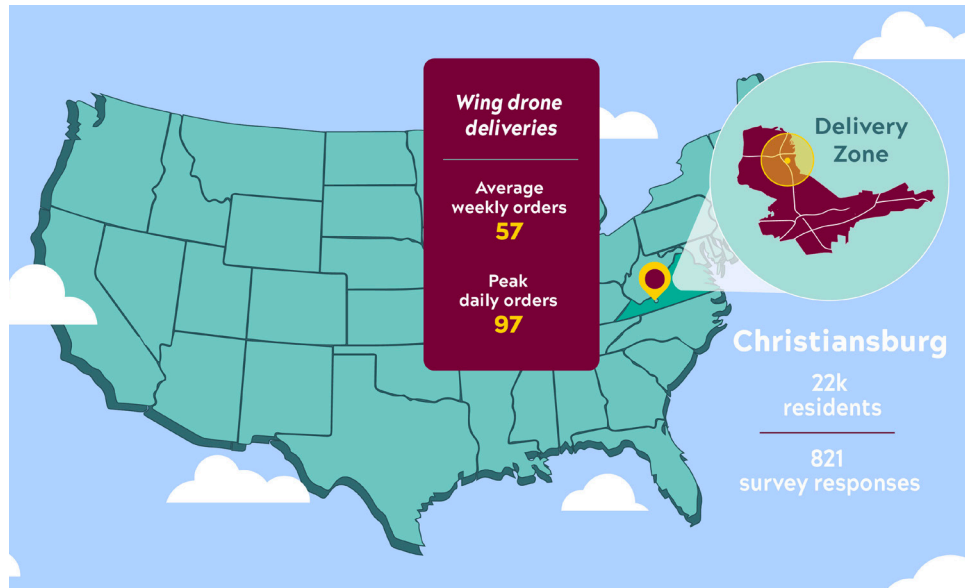 Wing drone
deliveries
Average
weekly orders
57
Peak
daily orders
97
Delivery
Zone
Christiansburg
22k
residents
821
survey responses